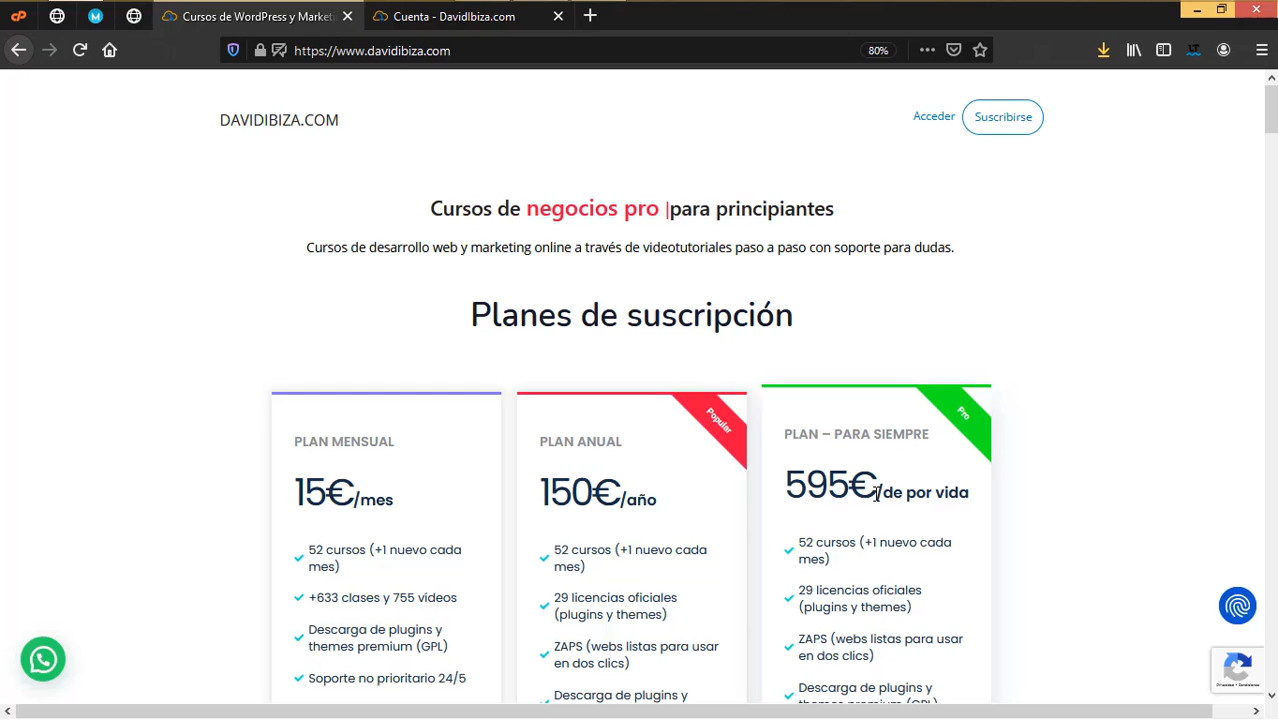 Cursos de WordPress y Market
Cuenta - DavidIbiza.com
https://www.davidibiza.com
80%
DAVIDIBIZA.COM
Acceder
Suscribirse
Cursos de negocios pro |para principiantes
Cursos de desarrollo web y marketing online a través de videotutoriales paso a paso con soporte para dudas.
Planes de suscripción
PLAN MENSUAL
15€/mes
52 cursos (+1 nuevo cada
mes)
+633 clases y 755 vídeos
Descarga de plugins y
themes premium (GPL)
Soporte no prioritario 24/5
Popular
PLAN ANUAL
150€/año
52 cursos (+1 nuevo cada
mes)
29 licencias oficiales
(plugins y themes)
ZAPS (webs listas para usar
en dos clics)
Descarga de plugins y
Pro
PLAN – PARA SIEMPRE
595€/de por vida
52 cursos (+1 nuevo cada
mes)
29 licencias oficiales
(plugins y themes)
ZAPS (webs listas para usar
en dos clics)
Descarga de plugins y
themes premium (GPL)